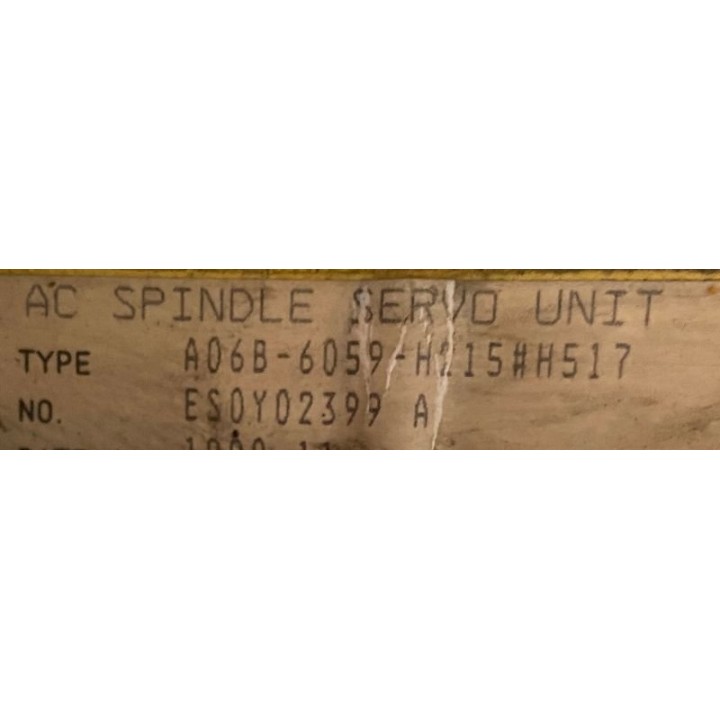 AC SPINDLE SERVO UNIT
TYPE A06B-6059-H215#H517
NO. ES0Y02399 A